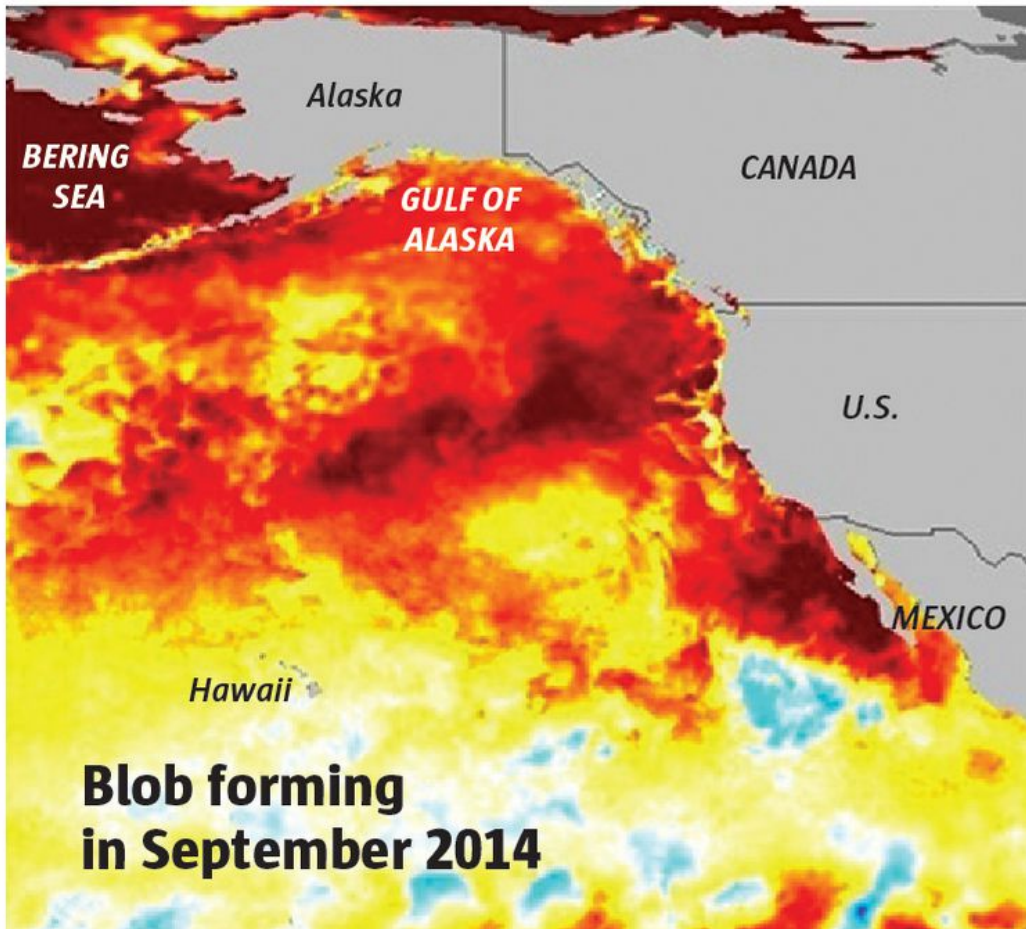 Alaska
BERING
SEA
CANADA
GULF OF
ALASKA
U.S.
MEXICO
Hawaii
Blob forming
in September 2014